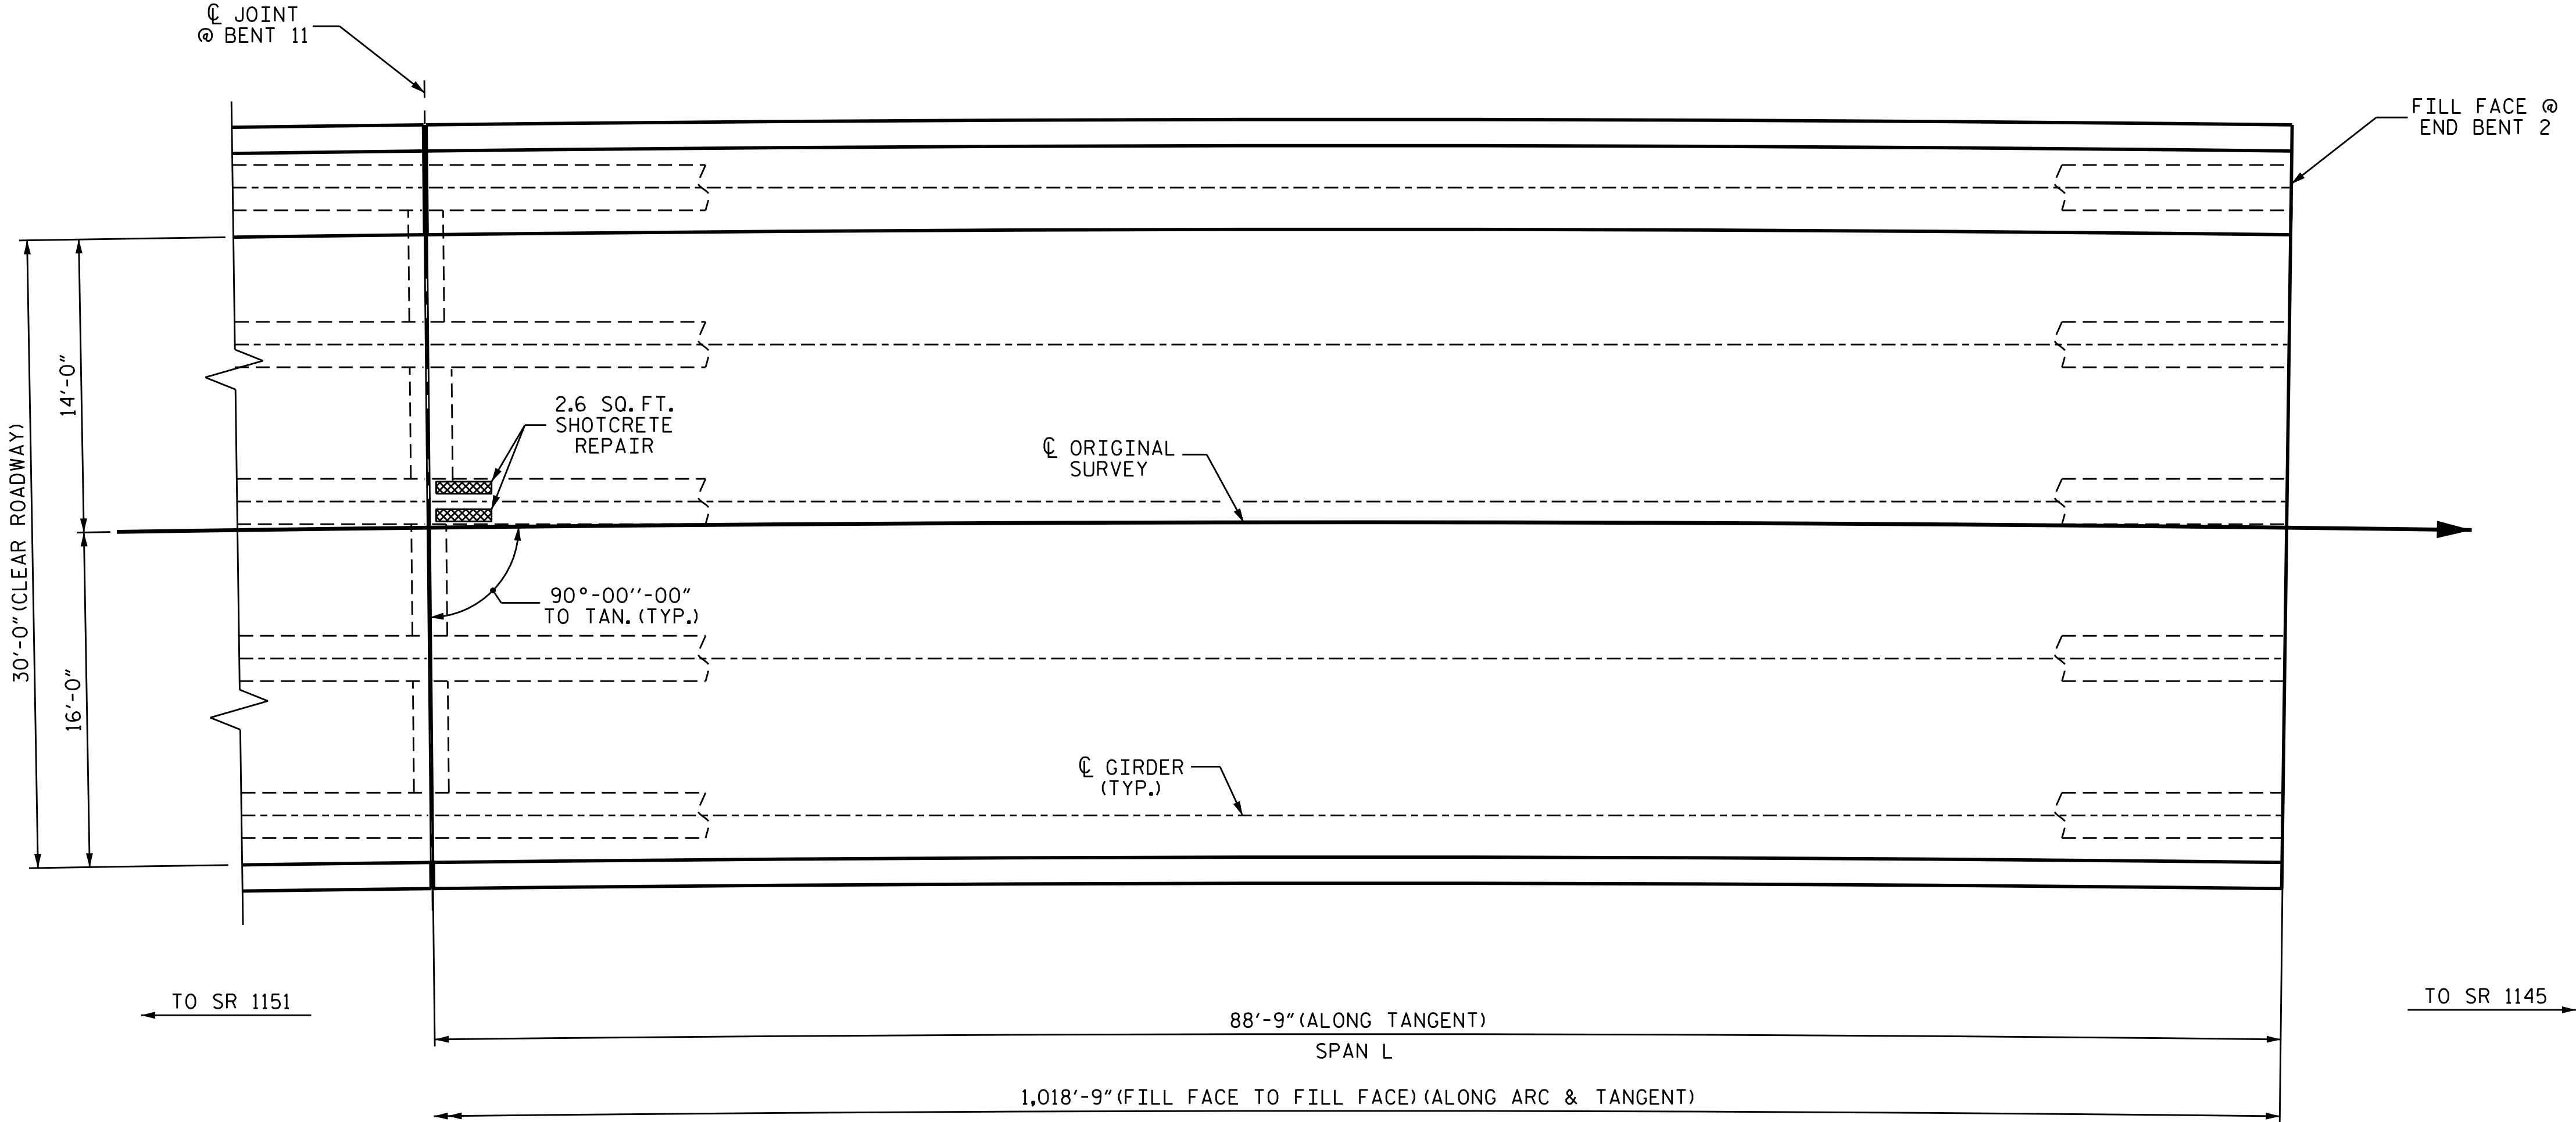 ℄ JOINT
@ BENT 11
FILL FACE @
END BENT 2
14'-0"
30'-0" (CLEAR ROADWAY)
16'-0"
2.6 SQ. FT.
SHOTCRETE
REPAIR
℄ ORIGINAL
SURVEY
90°-00''-00"
TO TAN. (TYP.)
℄ GIRDER
(TYP.)
TO SR 1151
TO SR 1145
88'-9" (ALONG TANGENT)
SPAN L
1,018'-9" (FILL FACE TO FILL FACE) (ALONG ARC & TANGENT)